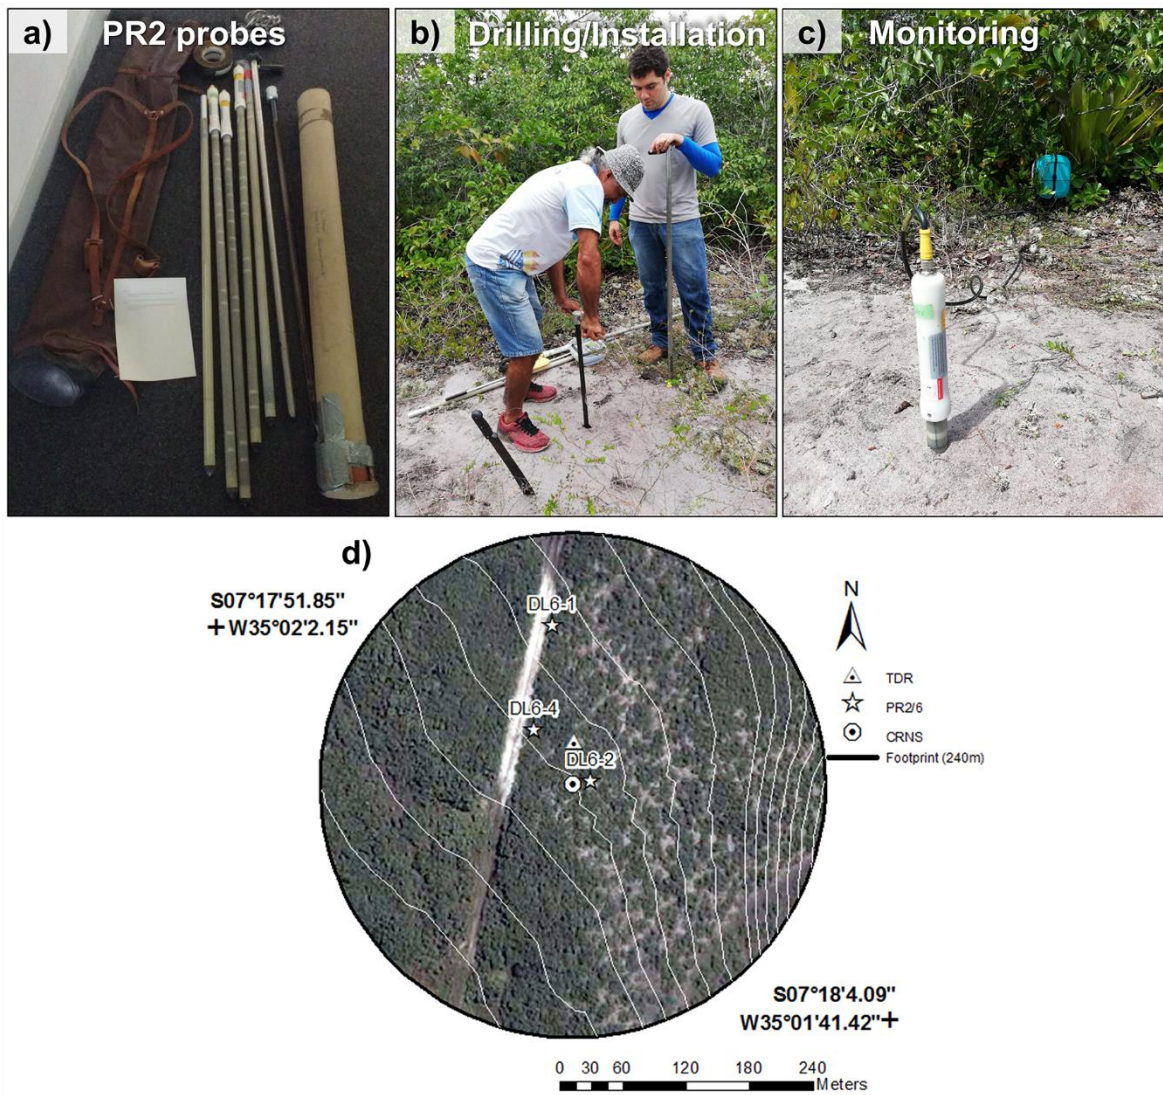 a) PR2 probes
b) Drilling/Installation
c) Monitoring
d)
S07°17'51.85"
W35°02'2.15"
DL6-1
DL6-4
DL6-2
N
TDR
PR2/6
CRNS
Footprint (240m)
S07°18'4.09"
W35°01'41.42"
0 30 60 120 180 240
Meters